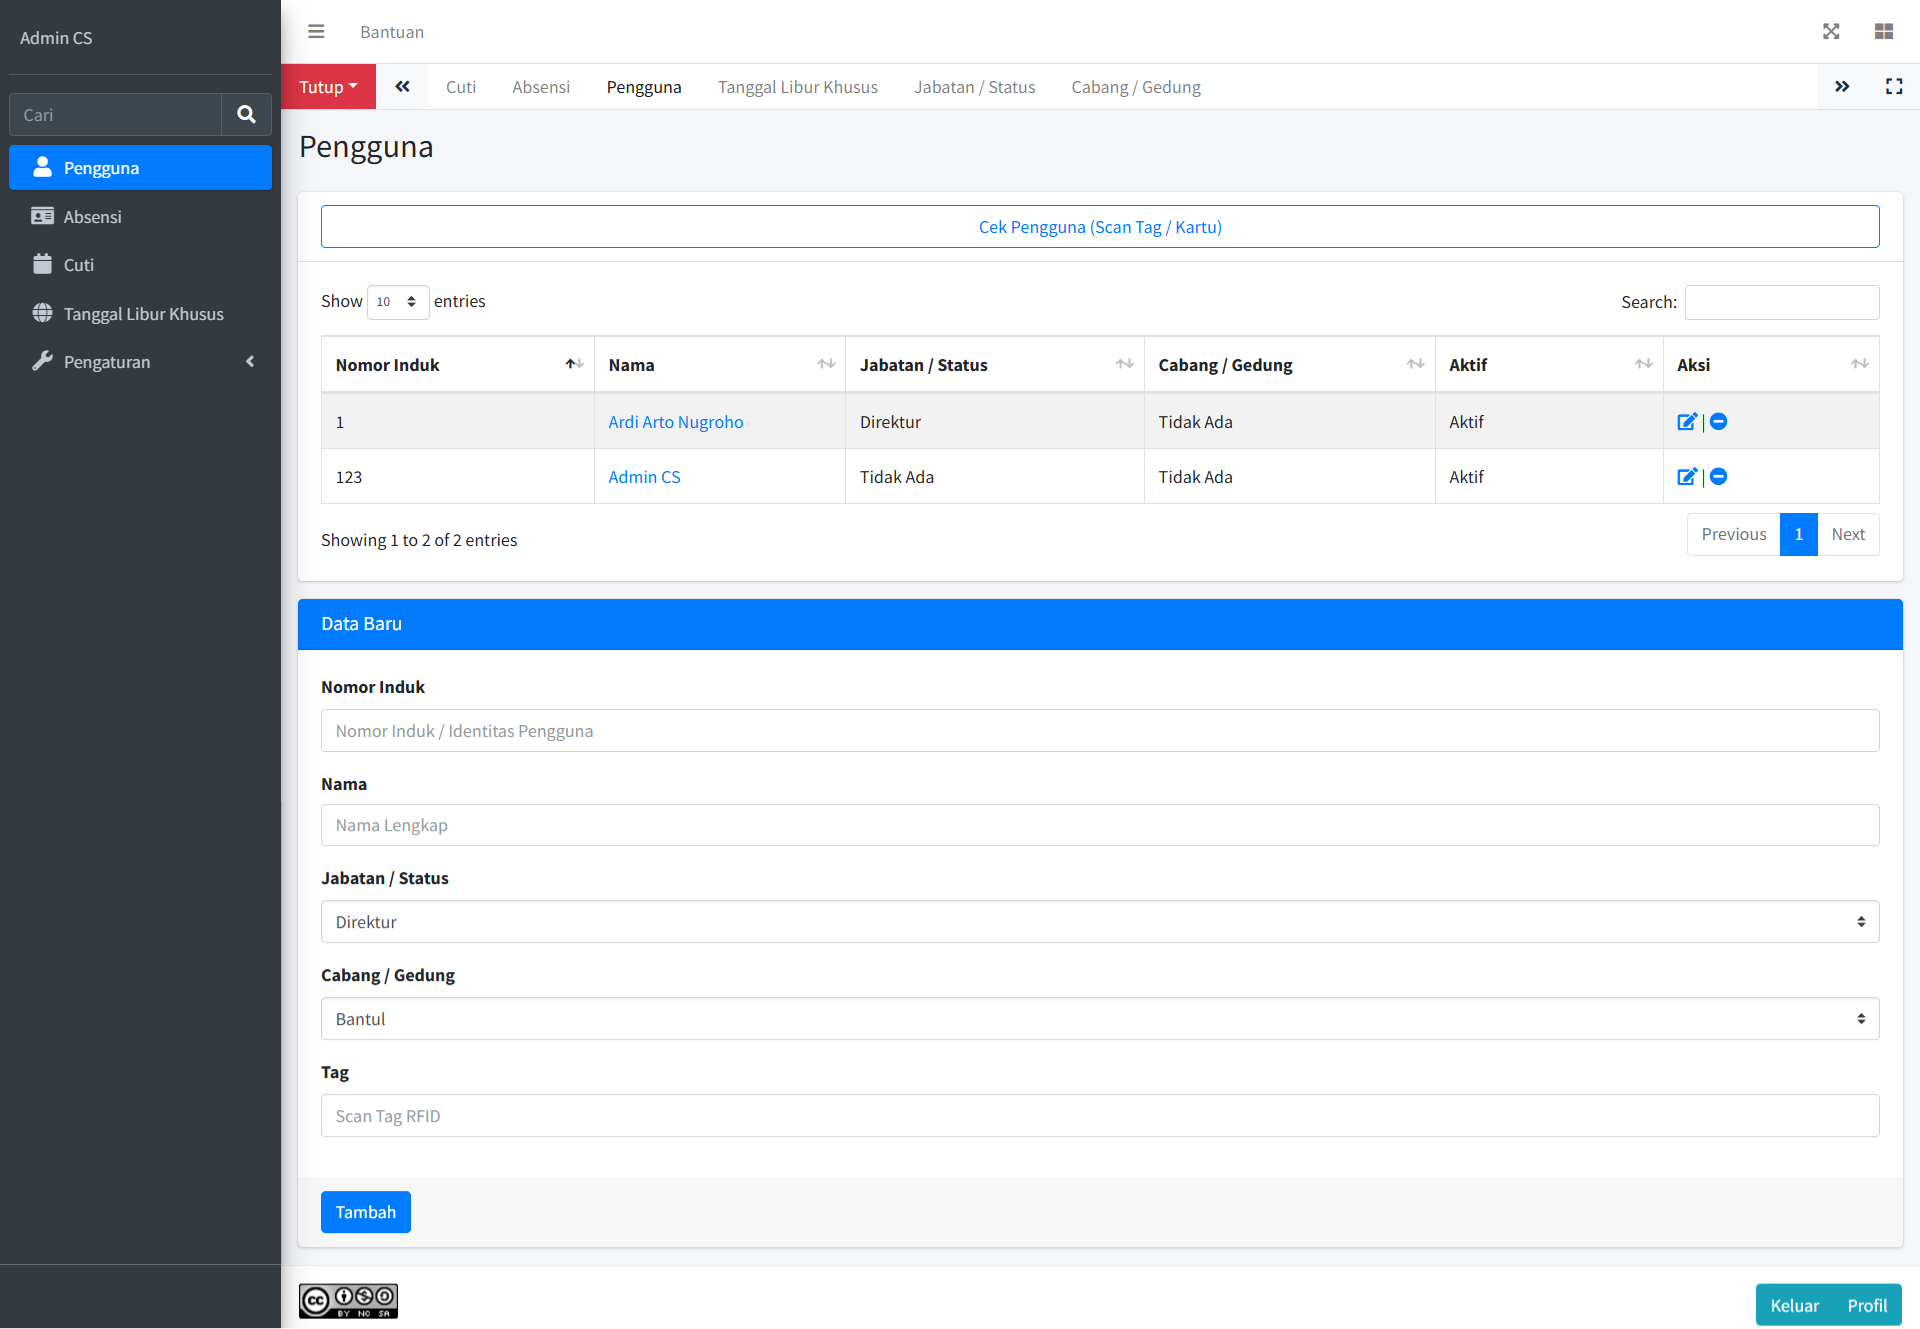 Admin CS
Cari
Pengguna
Absensi
Cuti
Tanggal Libur Khusus
Pengaturan
Bantuan
Tutup
Cuti
Absensi
Pengguna
Tanggal Libur Khusus
Jabatan / Status
Cabang / Gedung
Pengguna
Cek Pengguna (Scan Tag / Kartu)
Show 10 entries
Search:
Nomor Induk Nama Jabatan / Status Cabang / Gedung Aktif Aksi
1 Ardi Arto Nugroho Direktur Tidak Ada Aktif |
123 Admin CS Tidak Ada Tidak Ada Aktif |
Showing 1 to 2 of 2 entries
Previous 1 Next
Data Baru
Nomor Induk
Nomor Induk / Identitas Pengguna
Nama
Nama Lengkap
Jabatan / Status
Direktur
Cabang / Gedung
Bantul
Tag
Scan Tag RFID
Tambah
cc
BY NC SA
Keluar Profil